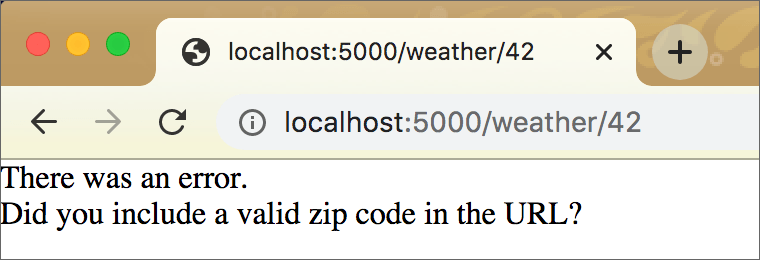 localhost:5000/weather/42
localhost:5000/weather/42
There was an error.
Did you include a valid zip code in the URL?